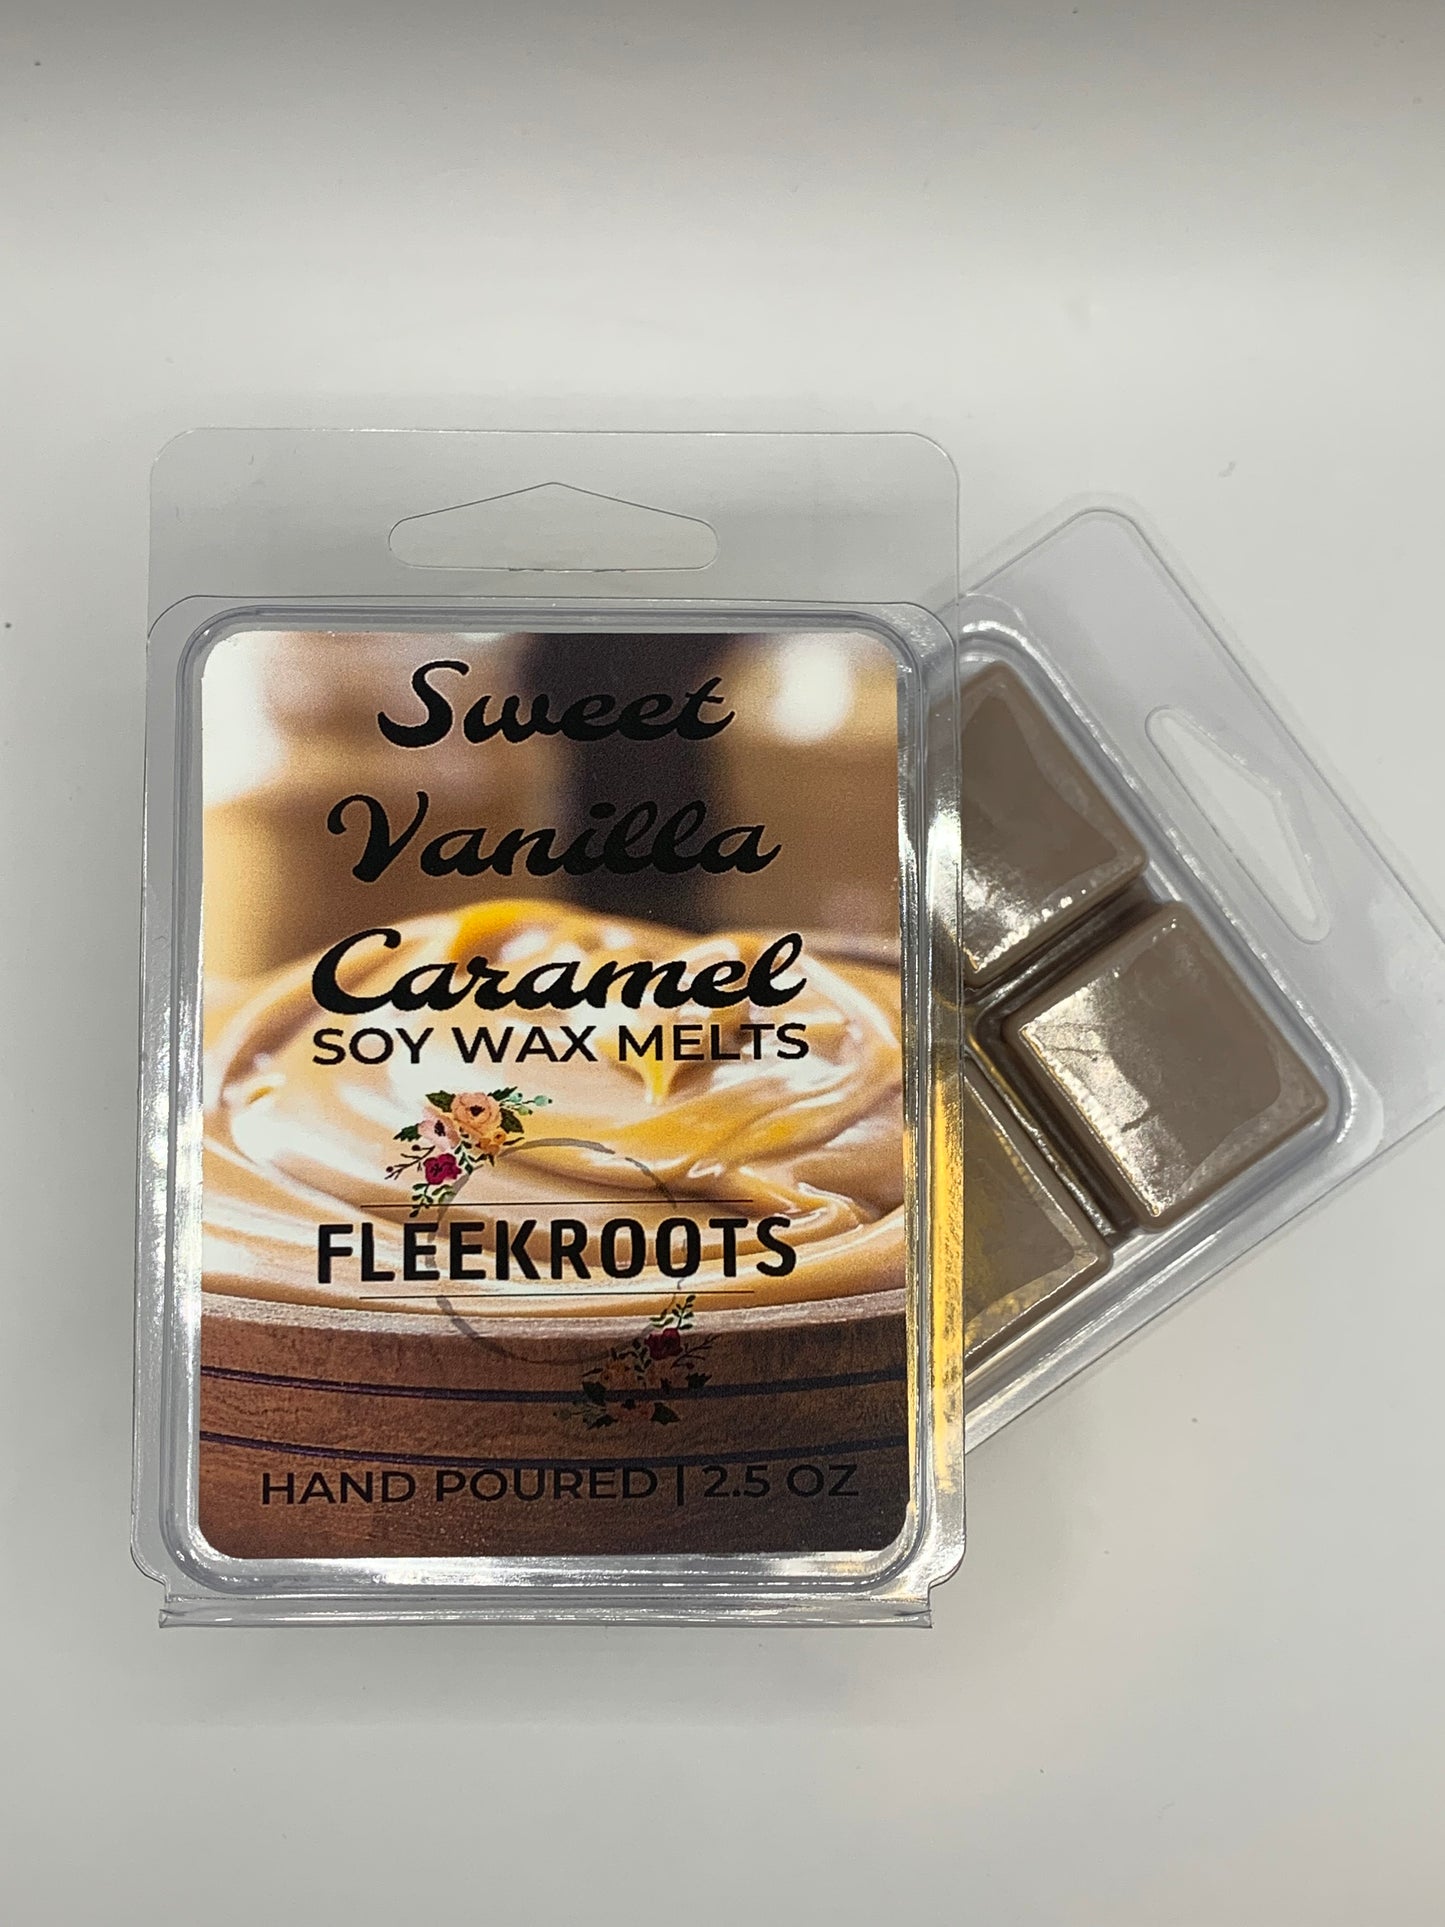 Sweet
Vanilla
Caramel
SOY WAX MELTS
FLEEKROOTS
HAND POURED | 2.5 OZ